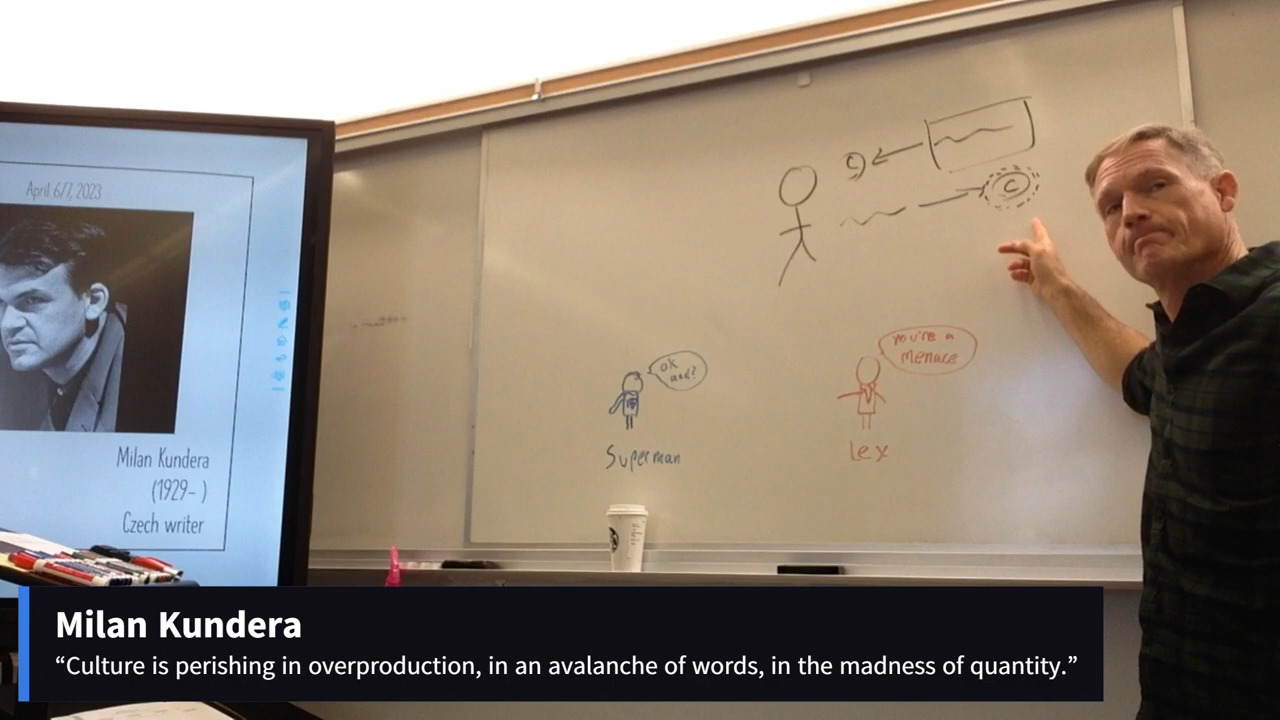 April 6/7, 2023
Milan Kundera
(1929– )
Czech writer
C
C
OK
and?
Superman
You're a
menace
Lex
Milan Kundera
“Culture is perishing in overproduction, in an avalanche of words, in the madness of quantity.”